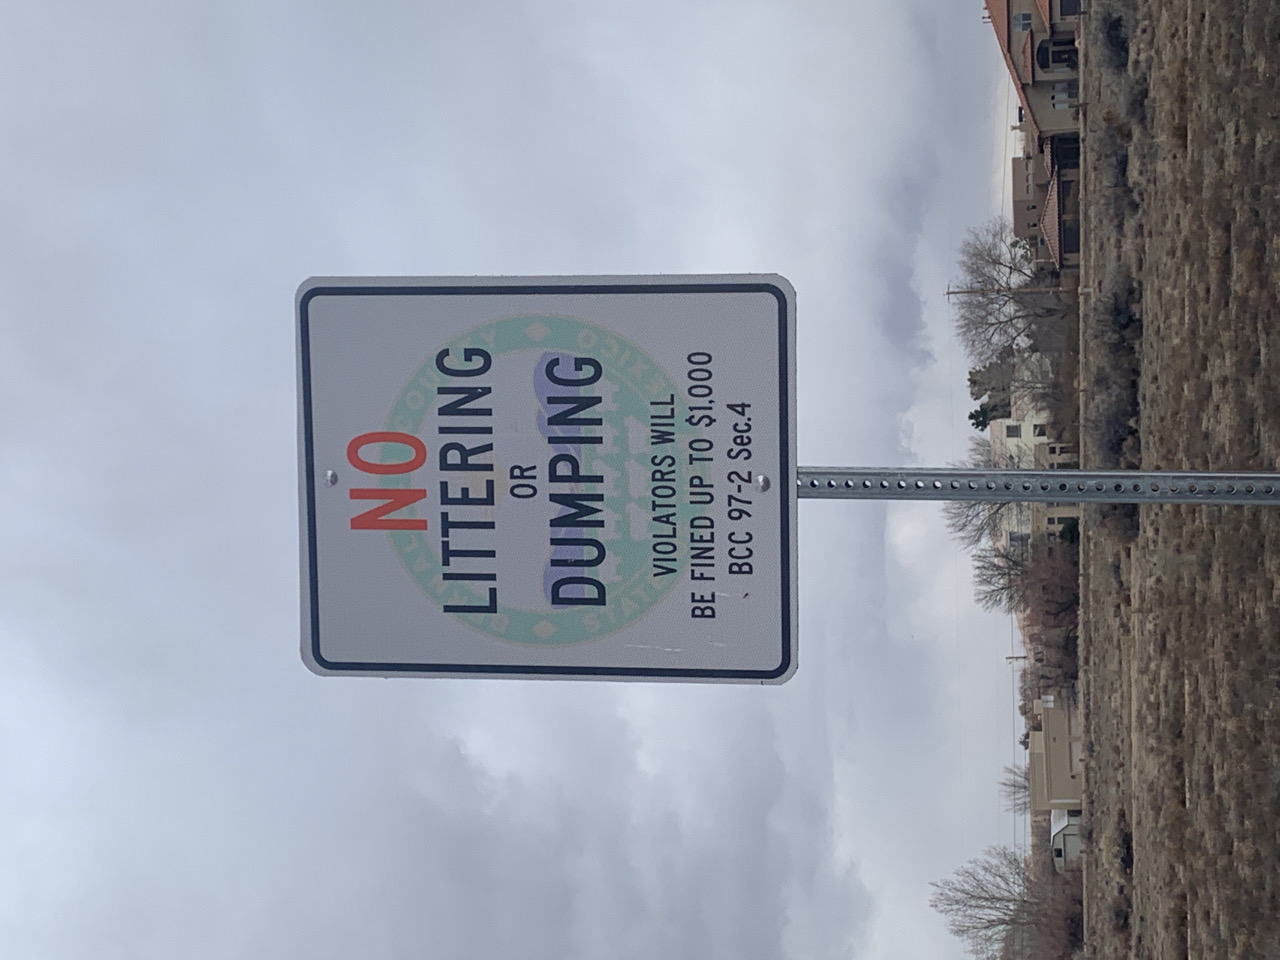 NO
LITTERING
OR
DUMPING
VIOLATORS WILL
BE FINED UP TO $1,000
BCC 97-2 Sec.4